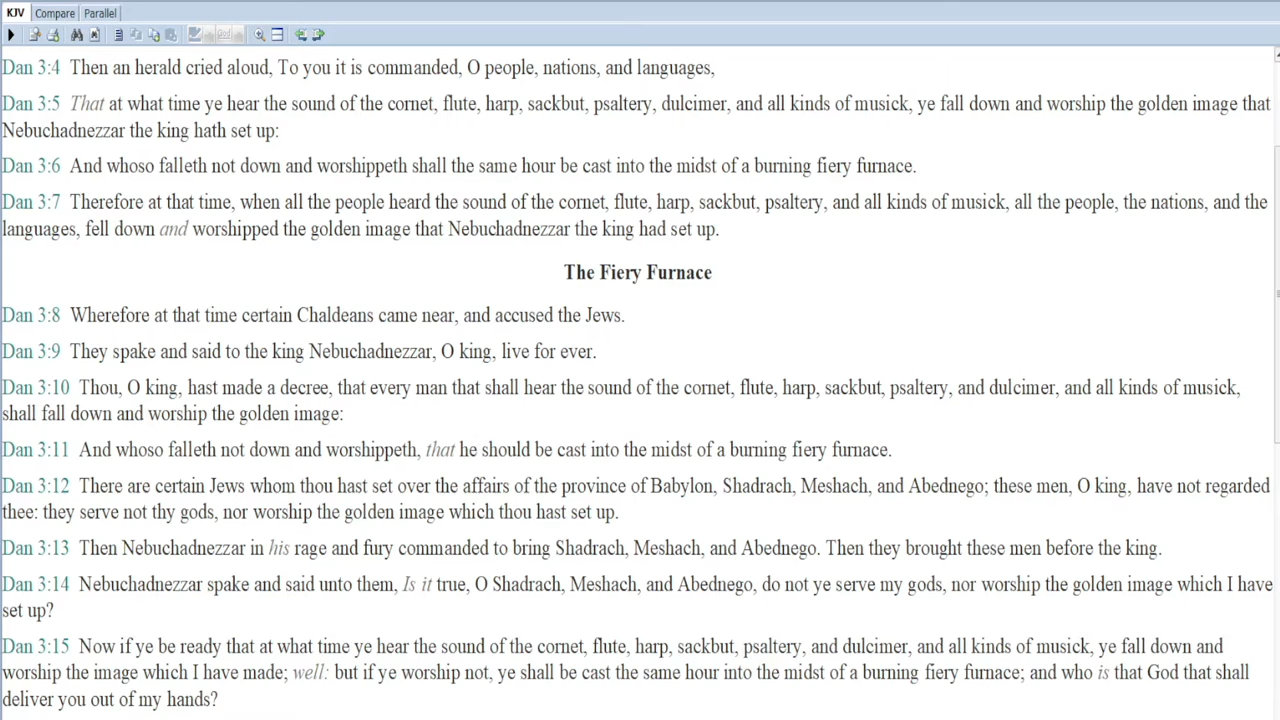 KJV Compare Parallel
Dan 3:4 Then an herald cried aloud, To you it is commanded, O people, nations, and languages,
Dan 3:5 That at what time ye hear the sound of the cornet, flute, harp, sackbut, psaltery, dulcimer, and all kinds of musick, ye fall down and worship the golden image that
Nebuchadnezzar the king hath set up:
Dan 3:6 And whoso falleth not down and worshippeth shall the same hour be cast into the midst of a burning fiery furnace.
Dan 3:7 Therefore at that time, when all the people heard the sound of the cornet, flute, harp, sackbut, psaltery, and all kinds of musick, all the people, the nations, and the
languages, fell down and worshipped the golden image that Nebuchadnezzar the king had set up.
The Fiery Furnace
Dan 3:8 Wherefore at that time certain Chaldeans came near, and accused the Jews.
Dan 3:9 They spake and said to the king Nebuchadnezzar, O king, live for ever.
Dan 3:10 Thou, O king, hast made a decree, that every man that shall hear the sound of the cornet, flute, harp, sackbut, psaltery, and dulcimer, and all kinds of musick,
shall fall down and worship the golden image:
Dan 3:11 And whoso falleth not down and worshippeth, that he should be cast into the midst of a burning fiery furnace.
Dan 3:12 There are certain Jews whom thou hast set over the affairs of the province of Babylon, Shadrach, Meshach, and Abednego; these men, O king, have not regarded
thee: they serve not thy gods, nor worship the golden image which thou hast set up.
Dan 3:13 Then Nebuchadnezzar in his rage and fury commanded to bring Shadrach, Meshach, and Abednego. Then they brought these men before the king.
Dan 3:14 Nebuchadnezzar spake and said unto them, Is it true, O Shadrach, Meshach, and Abednego, do not ye serve my gods, nor worship the golden image which I have
set up?
Dan 3:15 Now if ye be ready that at what time ye hear the sound of the cornet, flute, harp, sackbut, psaltery, and dulcimer, and all kinds of musick, ye fall down and
worship the image which I have made; well: but if ye worship not, ye shall be cast the same hour into the midst of a burning fiery furnace; and who is that God that shall
deliver you out of my hands?